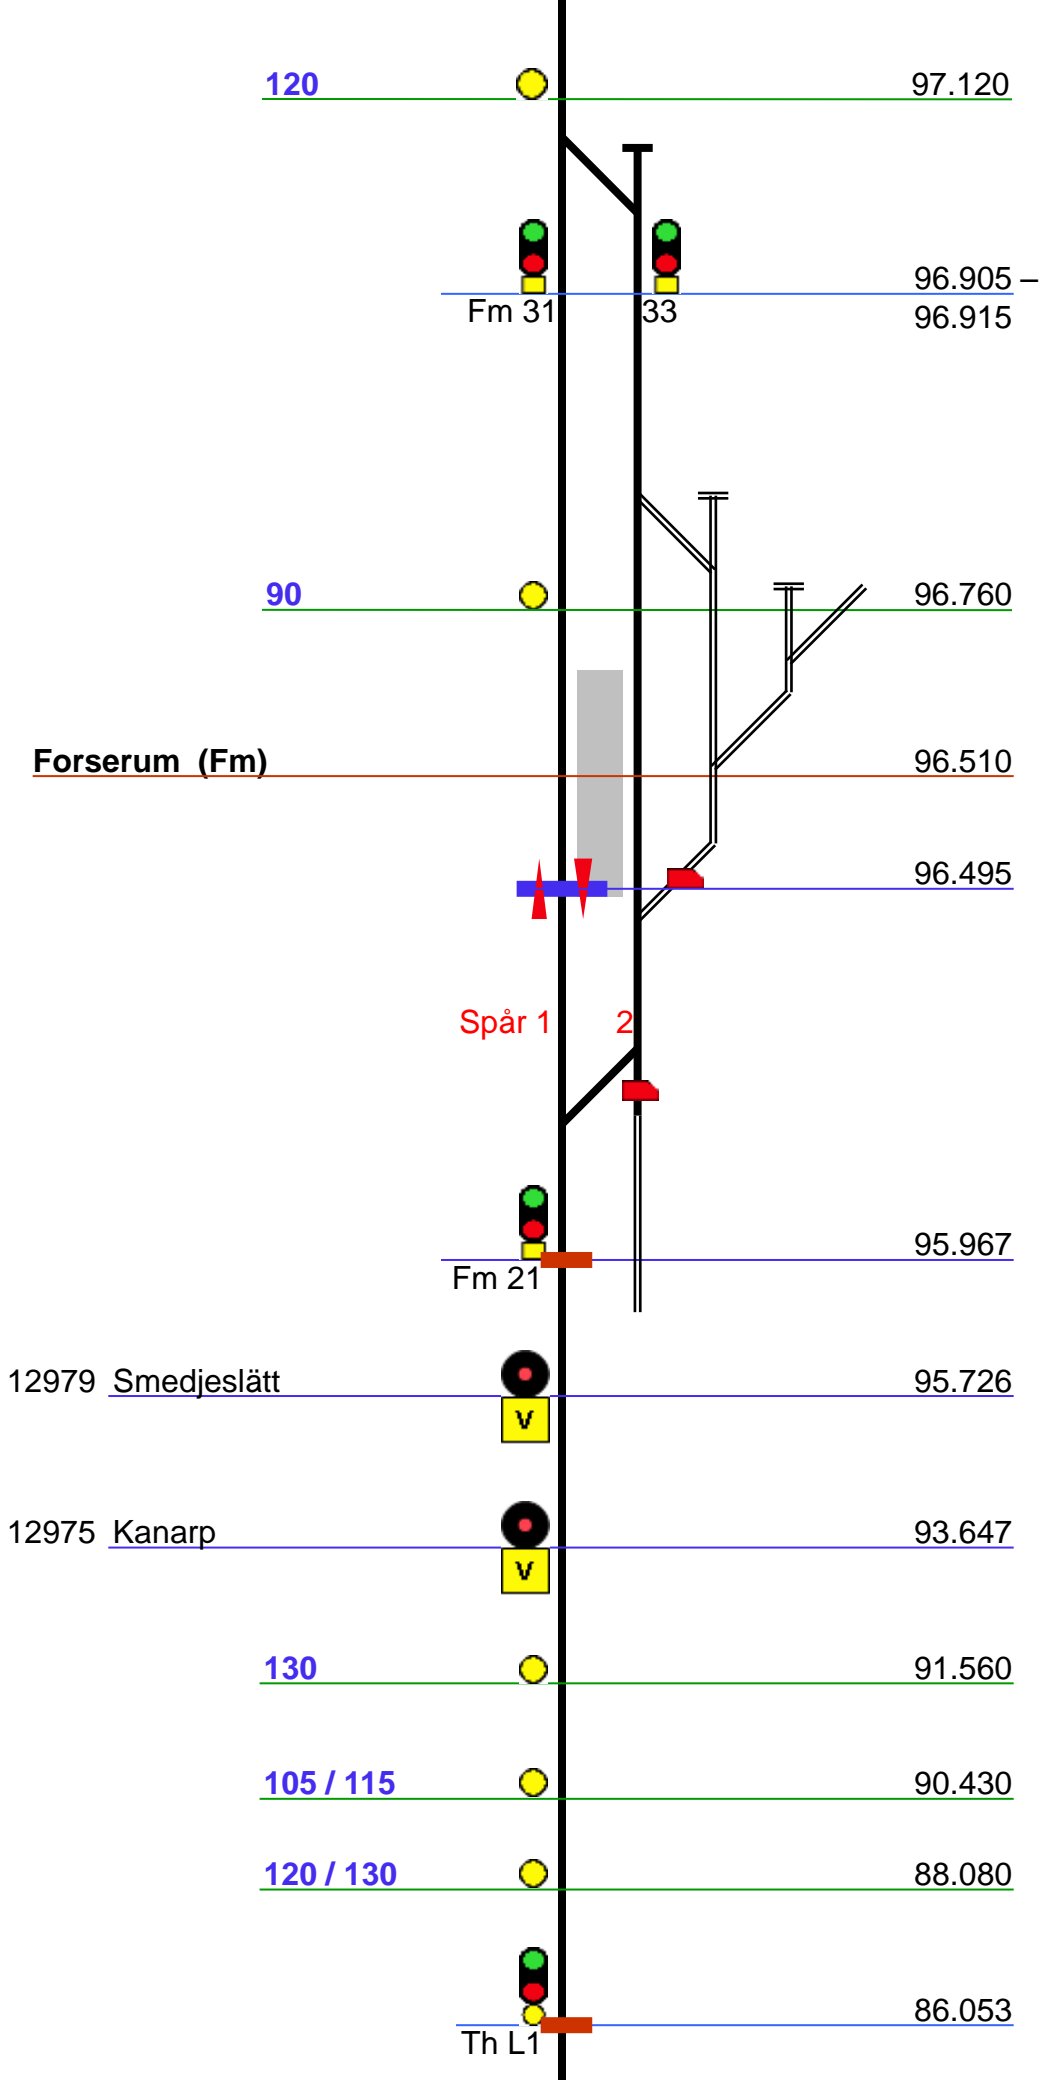 120 97.120
96.905 –
Fm 31 33 96.915
90 96.760
Forserum (Fm) 96.510
96.495
Spår 1 2
95.967
Fm 21
12979 Smedjeslätt 95.726
V
12975 Kanarp 93.647
V
130 91.560
105 / 115 90.430
120 / 130 88.080
86.053
Th L1